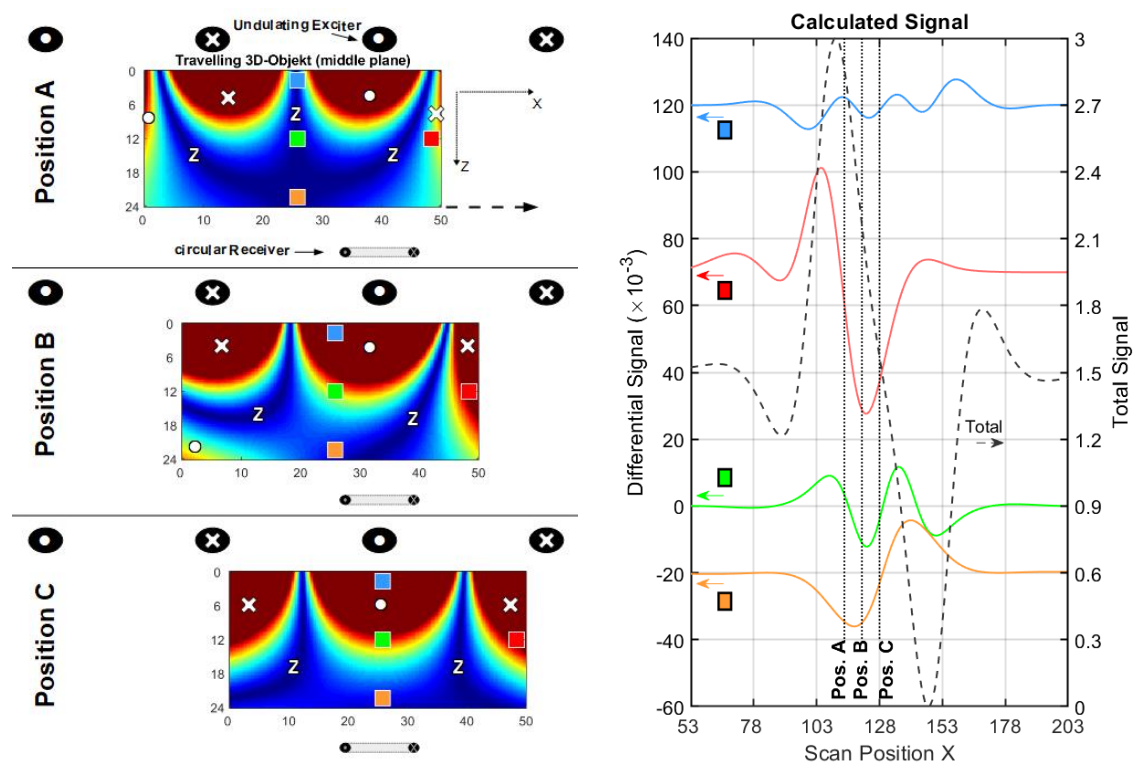 Undulating Exciter
Position A
Travelling 3D-Objekt (middle plane)
0
6
12
18
24
Z
Z
Z
0
10
20
30
40
50
X
Z
circular Receiver
Position B
0
6
12
18
24
Z
Z
0
10
20
30
40
50
Position C
0
6
12
18
24
Z
Z
0
10
20
30
40
50
Calculated Signal
Differential Signal (×10-3)
140
120
100
80
60
40
20
0
-20
-40
-60
Total
Pos. A
Pos. B
Pos. C
3
2.7
2.4
2.1
1.8
1.5
1.2
0.9
0.6
0.3
0
Total Signal
53
78
103
128
153
178
203
Scan Position X